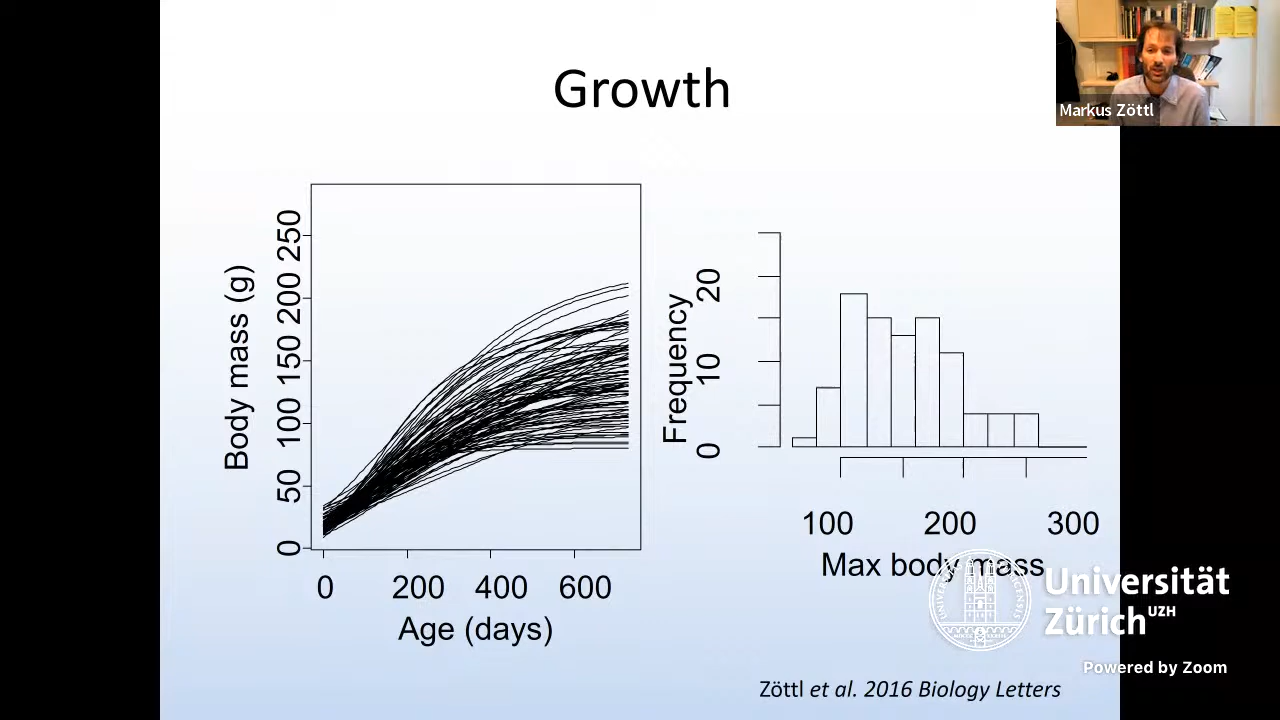 Growth
Markus Zöttl
Body mass (g)
250
200
150
100
50
0
0 200 400 600
Age (days)
Frequency
20
10
0
100 200 300
Max body mass
Universität
Zürich UZH
Powered by Zoom
Zöttl et al. 2016 Biology Letters